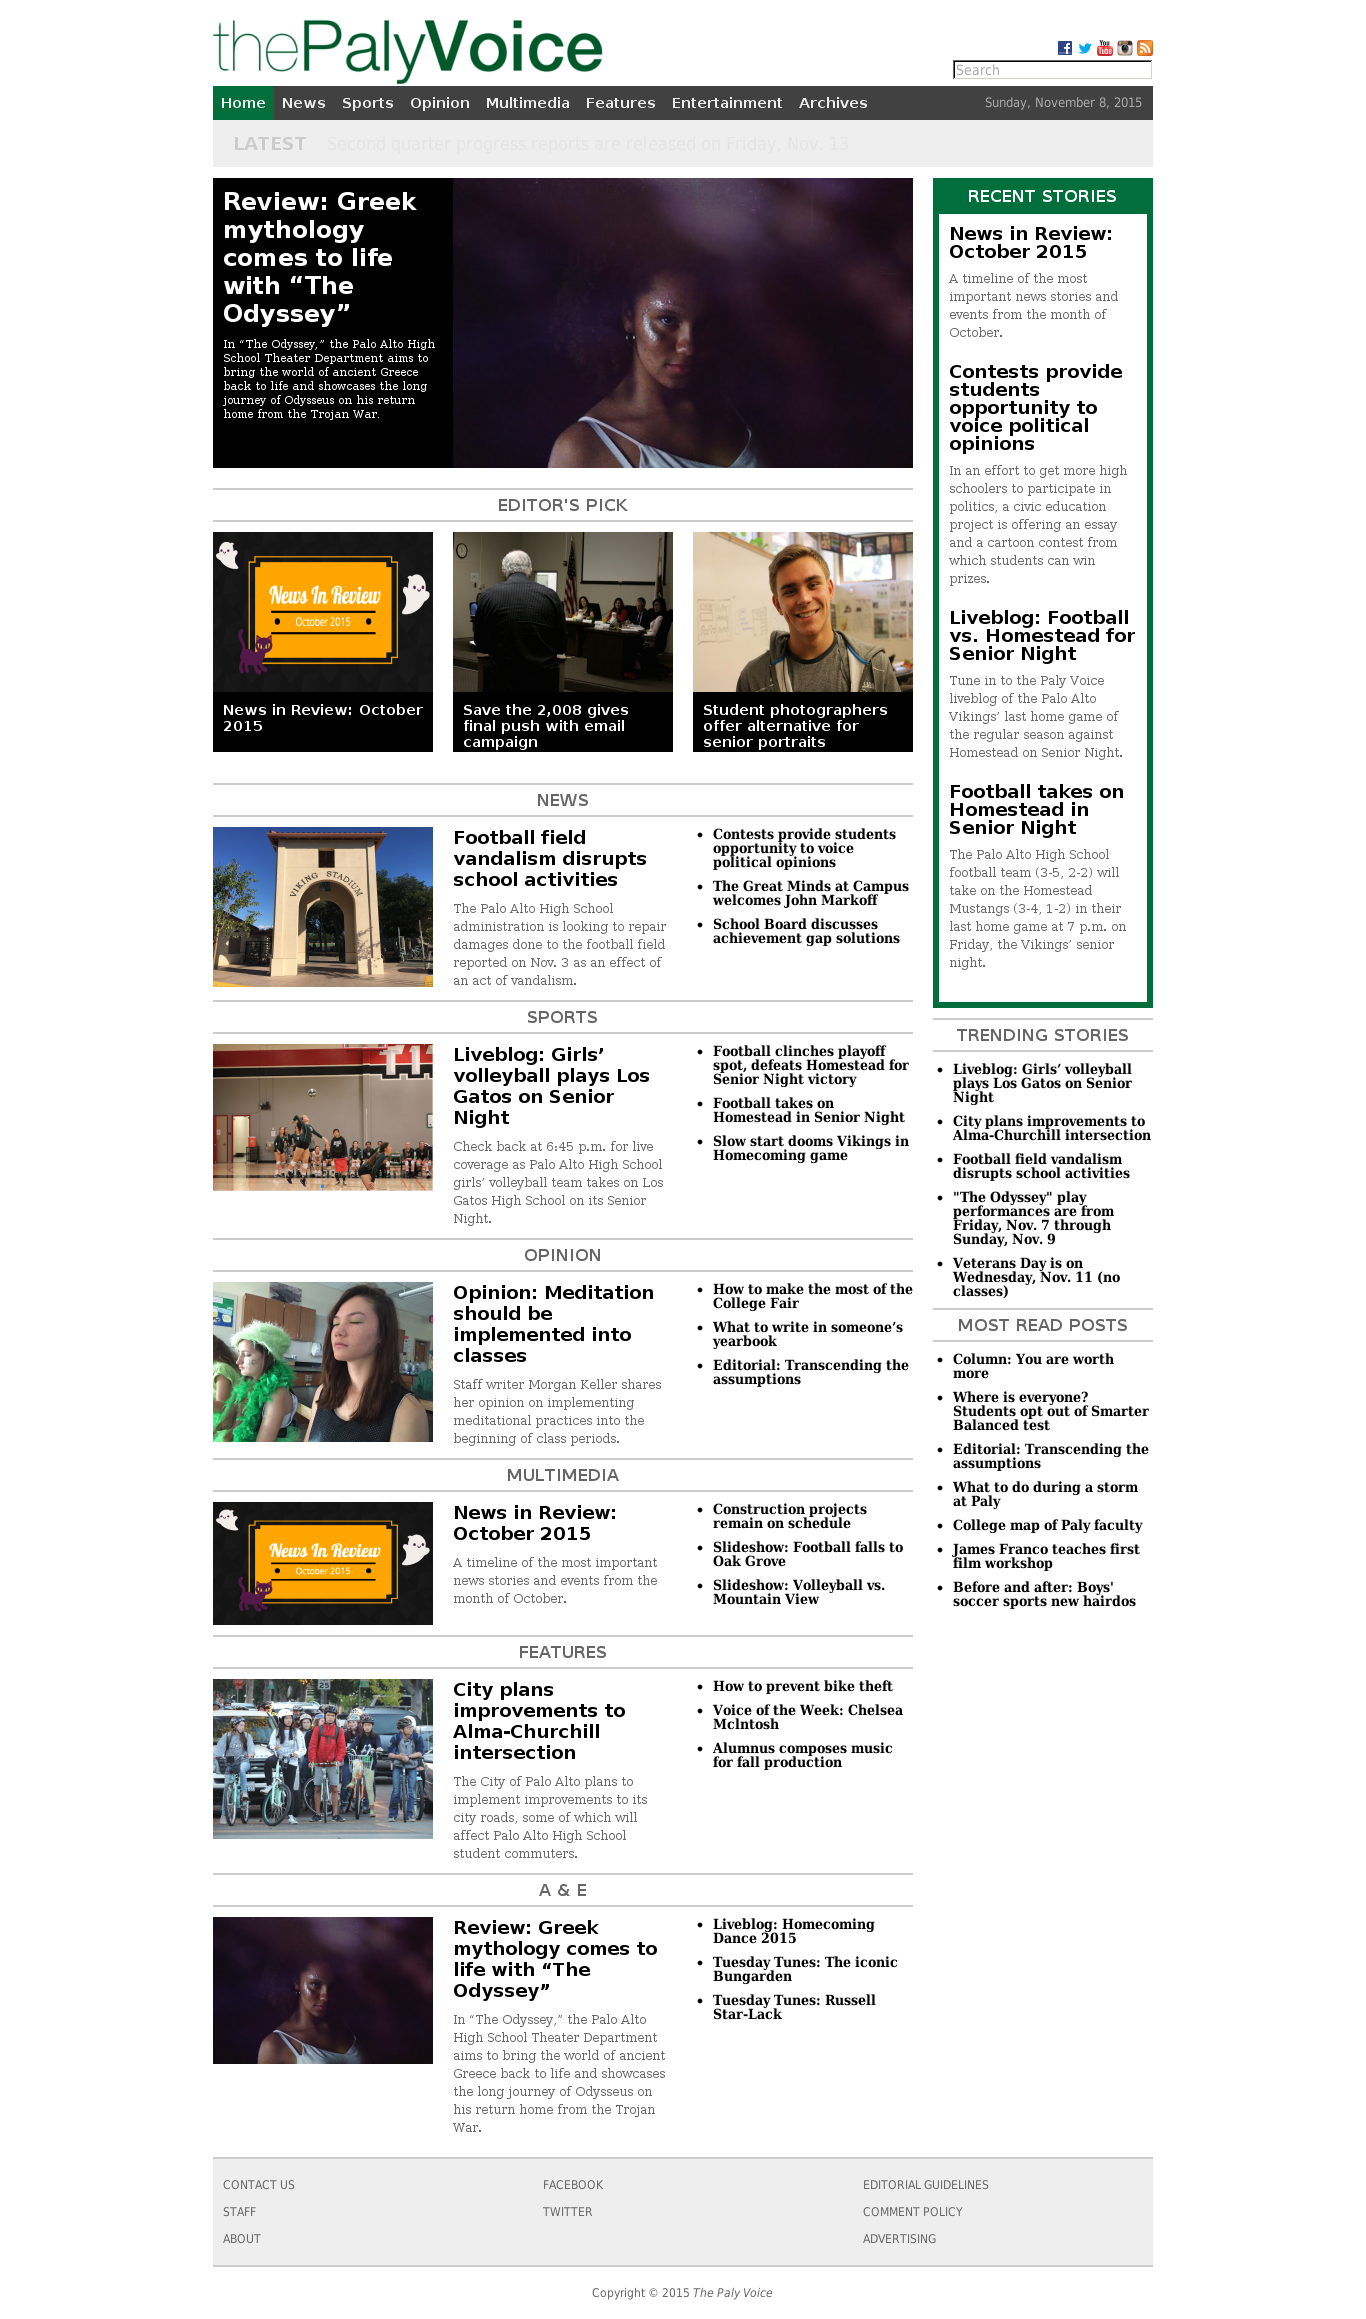 thePalyVoice
Search
Home News Sports Opinion Multimedia Features Entertainment Archives Sunday, November 8, 2015
LATEST Second quarter progress reports are released on Friday, Nov. 13
Review: Greek
mythology
comes to life
with “The
Odyssey”
In “The Odyssey,” the Palo Alto High
School Theater Department aims to
bring the world of ancient Greece
back to life and showcases the long
journey of Odysseus on his return
home from the Trojan War.
EDITOR'S PICK
News In Review
October 2015
News in Review: October
2015
Save the 2,008 gives
final push with email
campaign
Student photographers
offer alternative for
senior portraits
NEWS
VIKING STADIUM
Football field
vandalism disrupts
school activities
The Palo Alto High School
administration is looking to repair
damages done to the football field
reported on Nov. 3 as an effect of
an act of vandalism.
• Contests provide students
opportunity to voice
political opinions
• The Great Minds at Campus
welcomes John Markoff
• School Board discusses
achievement gap solutions
SPORTS
Liveblog: Girls’
volleyball plays Los
Gatos on Senior
Night
Check back at 6:45 p.m. for live
coverage as Palo Alto High School
girls’ volleyball team takes on Los
Gatos High School on its Senior
Night.
• Football clinches playoff
spot, defeats Homestead for
Senior Night victory
• Football takes on
Homestead in Senior Night
• Slow start dooms Vikings in
Homecoming game
OPINION
Opinion: Meditation
should be
implemented into
classes
Staff writer Morgan Keller shares
her opinion on implementing
meditational practices into the
beginning of class periods.
• How to make the most of the
College Fair
• What to write in someone’s
yearbook
• Editorial: Transcending the
assumptions
MULTIMEDIA
News In Review
October 2015
News in Review:
October 2015
A timeline of the most important
news stories and events from the
month of October.
• Construction projects
remain on schedule
• Slideshow: Football falls to
Oak Grove
• Slideshow: Volleyball vs.
Mountain View
FEATURES
City plans
improvements to
Alma-Churchill
intersection
The City of Palo Alto plans to
implement improvements to its
city roads, some of which will
affect Palo Alto High School
student commuters.
• How to prevent bike theft
• Voice of the Week: Chelsea
McIntosh
• Alumnus composes music
for fall production
A & E
Review: Greek
mythology comes to
life with “The
Odyssey”
In “The Odyssey,” the Palo Alto
High School Theater Department
aims to bring the world of ancient
Greece back to life and showcases
the long journey of Odysseus on
his return home from the Trojan
War.
• Liveblog: Homecoming
Dance 2015
• Tuesday Tunes: The iconic
Bungarden
• Tuesday Tunes: Russell
Star-Lack
RECENT STORIES
News in Review:
October 2015
A timeline of the most
important news stories and
events from the month of
October.
Contests provide
students
opportunity to
voice political
opinions
In an effort to get more high
schoolers to participate in
politics, a civic education
project is offering an essay
and a cartoon contest from
which students can win
prizes.
Liveblog: Football
vs. Homestead for
Senior Night
Tune in to the Paly Voice
liveblog of the Palo Alto
Vikings’ last home game of
the regular season against
Homestead on Senior Night.
Football takes on
Homestead in
Senior Night
The Palo Alto High School
football team (3-5, 2-2) will
take on the Homestead
Mustangs (3-4, 1-2) in their
last home game at 7 p.m. on
Friday, the Vikings’ senior
night.
TRENDING STORIES
• Liveblog: Girls’ volleyball
plays Los Gatos on Senior
Night
• City plans improvements to
Alma-Churchill intersection
• Football field vandalism
disrupts school activities
• "The Odyssey" play
performances are from
Friday, Nov. 7 through
Sunday, Nov. 9
• Veterans Day is on
Wednesday, Nov. 11 (no
classes)
MOST READ POSTS
• Column: You are worth
more
• Where is everyone?
Students opt out of Smarter
Balanced test
• Editorial: Transcending the
assumptions
• What to do during a storm
at Paly
• College map of Paly faculty
• James Franco teaches first
film workshop
• Before and after: Boys'
soccer sports new hairdos
CONTACT US
STAFF
ABOUT
FACEBOOK
TWITTER
EDITORIAL GUIDELINES
COMMENT POLICY
ADVERTISING
Copyright © 2015 The Paly Voice